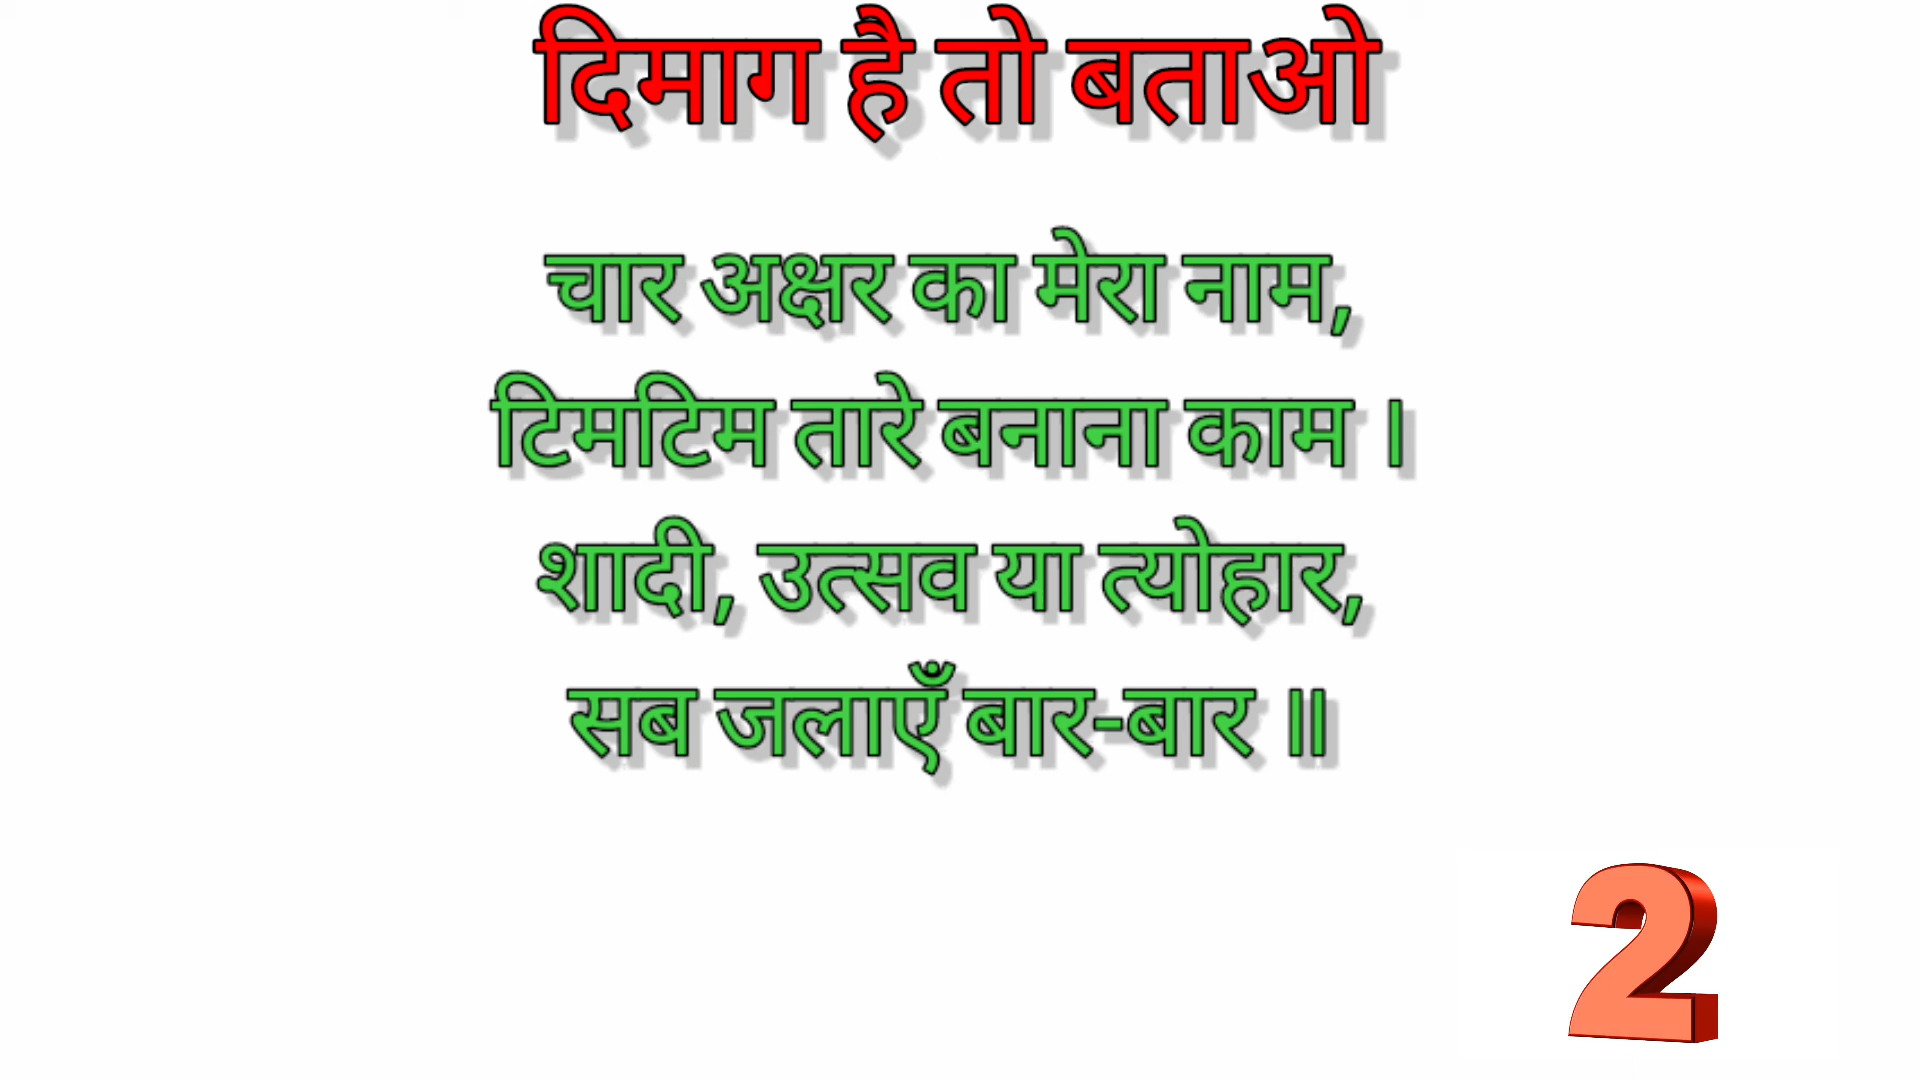 दिमाग है तो बताओ
चार अक्षर का मेरा नाम,
टिमटिम तारे बनाना काम ।
शादी, उत्सव या त्योहार,
सब जलाएँ बार-बार ॥
2